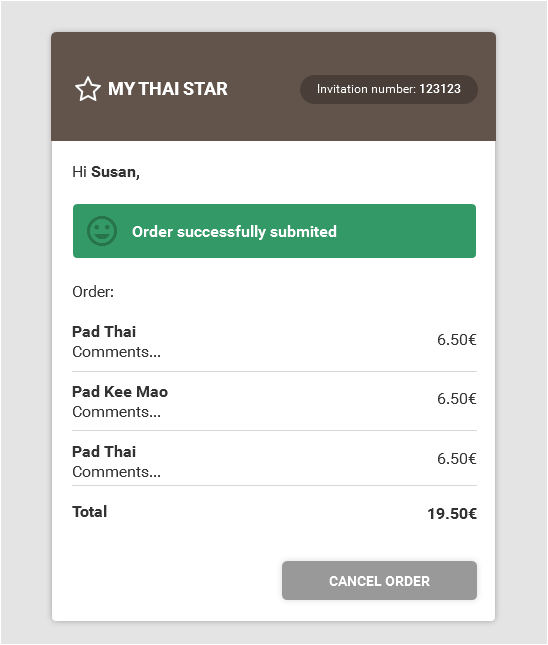 MY THAI STAR
Invitation number: 123123
Hi Susan,
Order successfully submited
Order:
Pad Thai
Comments...
6.50€
Pad Kee Mao
Comments...
6.50€
Pad Thai
Comments...
6.50€
Total
19.50€
CANCEL ORDER